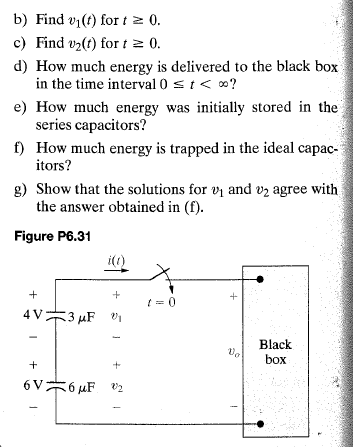 b) Find v₁(t) for t ≥ 0.
c) Find v₂(t) for t ≥ 0.
d) How much energy is delivered to the black box
in the time interval 0 ≤ t < ∞?
e) How much energy was initially stored in the
series capacitors?
f) How much energy is trapped in the ideal capac-
itors?
g) Show that the solutions for v₁ and v₂ agree with
the answer obtained in (f).
Figure P6.31
i(t)
+ + t = 0 +
4 V 3 μF v₁
− −
Black
vₒ box
+ +
6 V 6 μF v₂
− − −